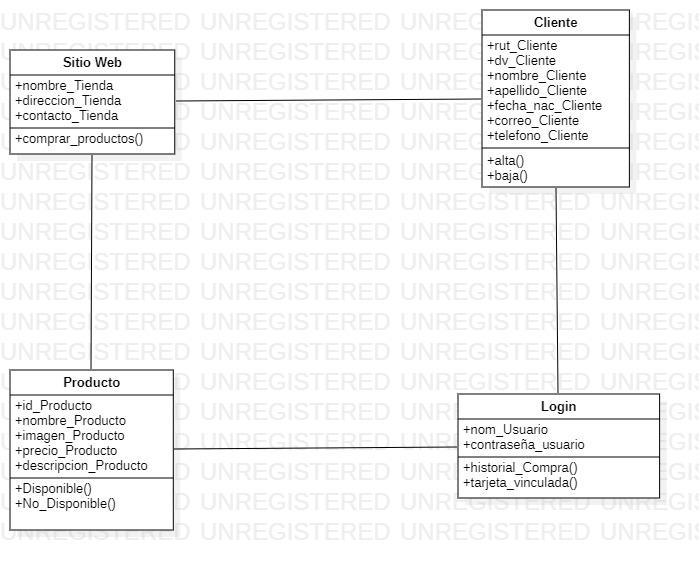 Sitio Web
+nombre_Tienda
+direccion_Tienda
+contacto_Tienda
+comprar_productos()
Cliente
+rut_Cliente
+dv_Cliente
+nombre_Cliente
+apellido_Cliente
+fecha_nac_Cliente
+correo_Cliente
+telefono_Cliente
+alta()
+baja()
Producto
+id_Producto
+nombre_Producto
+imagen_Producto
+precio_Producto
+descripcion_Producto
+Disponible()
+No_Disponible()
Login
+nom_Usuario
+contraseña_usuario
+historial_Compra()
+tarjeta_vinculada()
UNREGISTERED